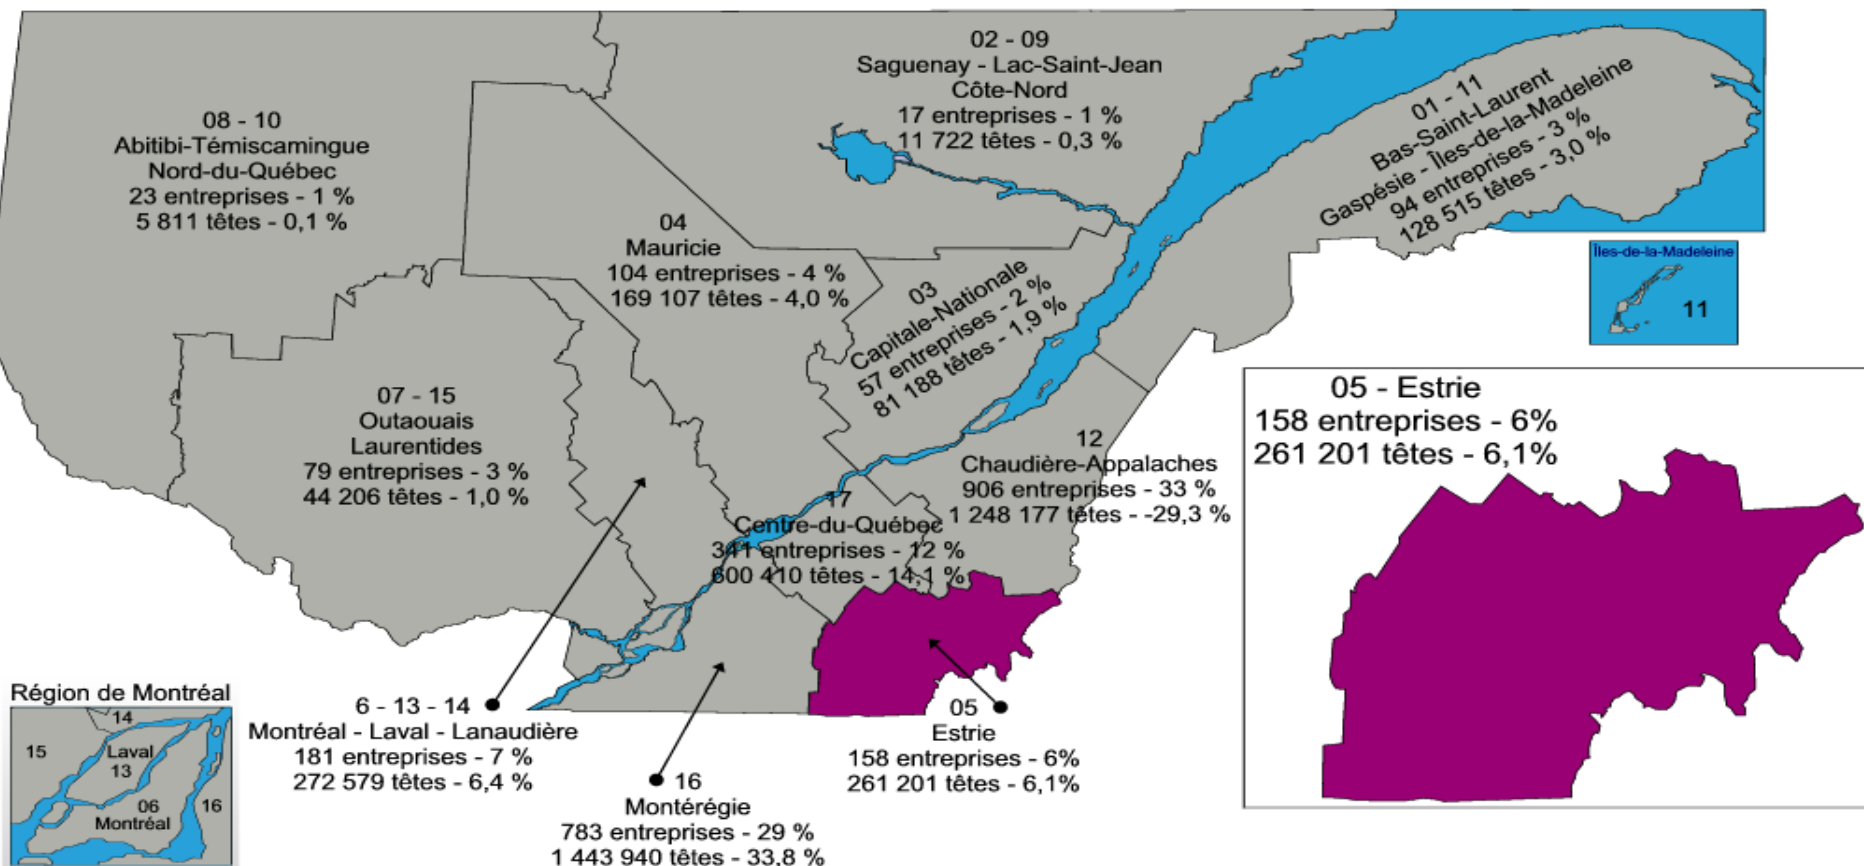 02 - 09
Saguenay - Lac-Saint-Jean
Côte-Nord
17 entreprises - 1 %
11 722 têtes - 0,3 %
01 - 11
Bas-Saint-Laurent
Gaspésie - Îles-de-la-Madeleine
94 entreprises - 3 %
128 515 têtes - 3,0 %
08 - 10
Abitibi-Témiscamingue
Nord-du-Québec
23 entreprises - 1 %
5 811 têtes - 0,1 %
04
Mauricie
104 entreprises - 4 %
169 107 têtes - 4,0 %
03
Capitale-Nationale
57 entreprises - 2 %
81 188 têtes - 1,9 %
Îles-de-la-Madeleine
11
07 - 15
Outaouais
Laurentides
79 entreprises - 3 %
44 206 têtes - 1,0 %
12
Chaudière-Appalaches
906 entreprises - 33 %
1 248 177 têtes - -29,3 %
17
Centre-du-Québec
341 entreprises - 12 %
600 410 têtes - 14,1 %
05 - Estrie
158 entreprises - 6%
261 201 têtes - 6,1%
Région de Montréal
14
15
Laval
13
06
Montréal
16
6 - 13 - 14
Montréal - Laval - Lanaudière
181 entreprises - 7 %
272 579 têtes - 6,4 %
16
Montérégie
783 entreprises - 29 %
1 443 940 têtes - 33,8 %
05
Estrie
158 entreprises - 6%
261 201 têtes - 6,1%